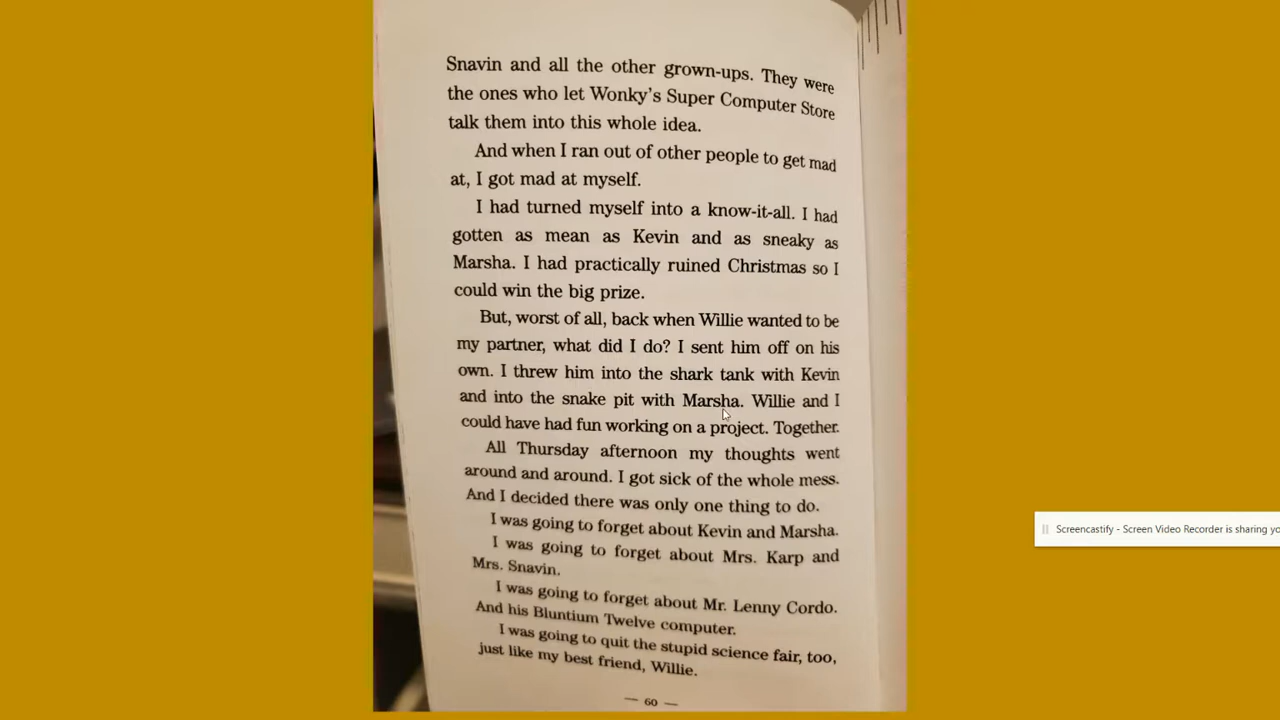 Snavin and all the other grown-ups. They were
the ones who let Wonky's Super Computer Store
talk them into this whole idea.
And when I ran out of other people to get mad
at, I got mad at myself.
I had turned myself into a know-it-all. I had
gotten as mean as Kevin and as sneaky as
Marsha. I had practically ruined Christmas so I
could win the big prize.
But, worst of all, back when Willie wanted to be
my partner, what did I do? I sent him off on his
own. I threw him into the shark tank with Kevin
and into the snake pit with Marsha. Willie and I
could have had fun working on a project. Together.
All Thursday afternoon my thoughts went
around and around. I got sick of the whole mess.
And I decided there was only one thing to do.
I was going to forget about Kevin and Marsha.
I was going to forget about Mrs. Karp and
Mrs. Snavin.
I was going to forget about Mr. Lenny Cordo.
And his Bluntium Twelve computer.
I was going to quit the stupid science fair, too,
just like my best friend, Willie.
— 60 —
Screencastify - Screen Video Recorder is sharing